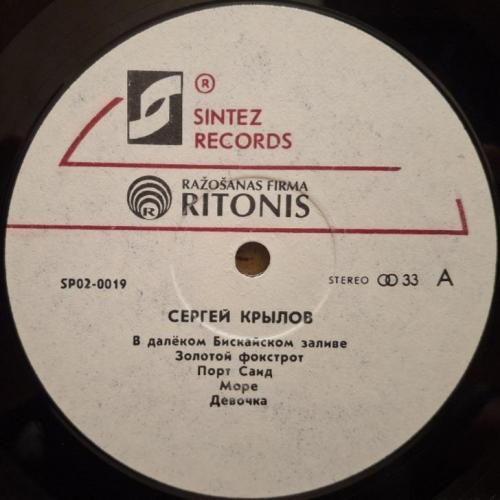 ®
SINTEZ
RECORDS
RAŽOŠANAS FIRMA
RITONIS
R
SP02-0019
STEREO 33 A
СЕРГЕЙ КРЫЛОВ
В далёком Бискайском заливе
Золотой фокстрот
Порт Саид
Море
Девочка